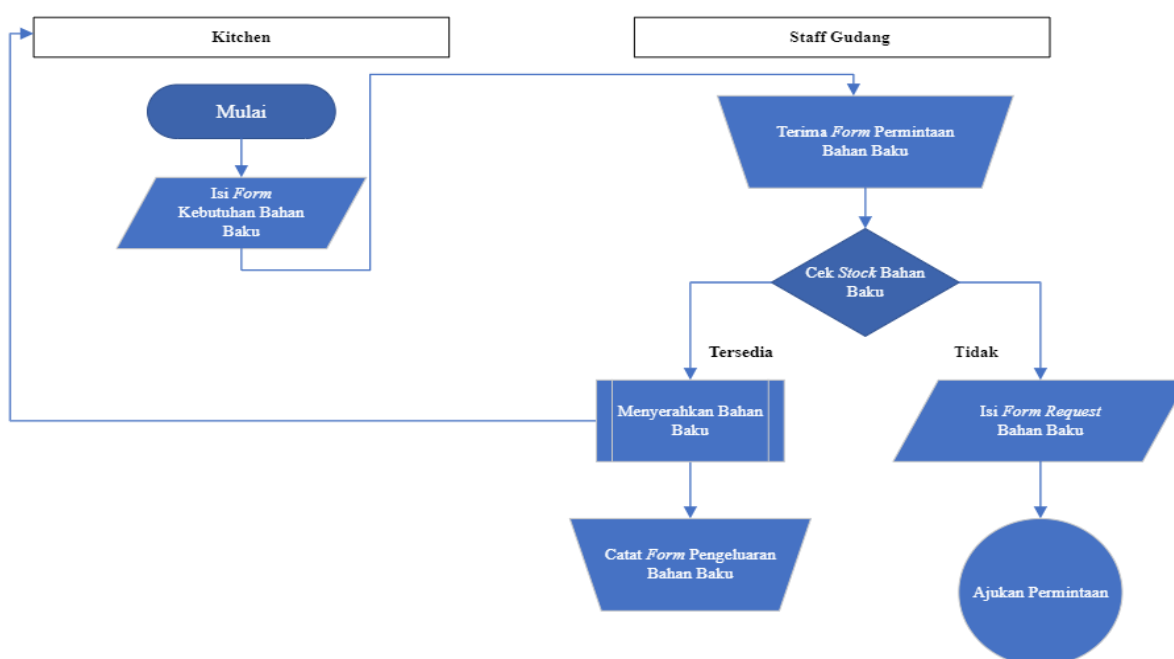 Kitchen
Staff Gudang
Mulai
Isi Form
Kebutuhan Bahan
Baku
Terima Form Permintaan
Bahan Baku
Cek Stock Bahan
Baku
Tersedia
Tidak
Menyerahkan Bahan
Baku
Isi Form Request
Bahan Baku
Catat Form Pengeluaran
Bahan Baku
Ajukan Permintaan